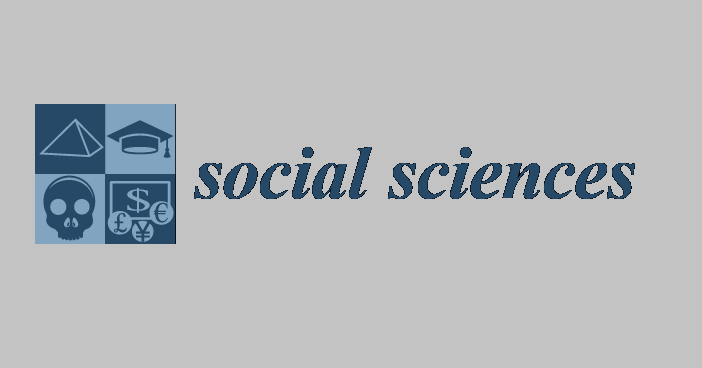 $
£ € ¥
social sciences